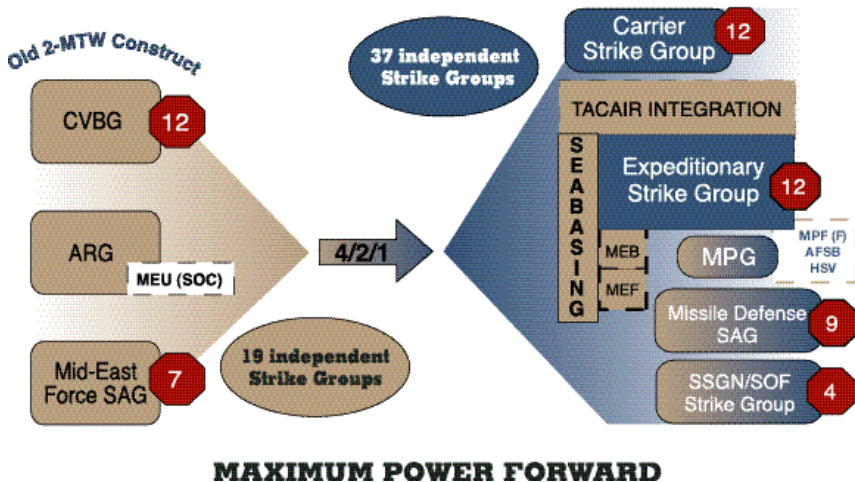 Old 2-MTW Construct
CVBG
12
ARG
MEU (SOC)
Mid-East
Force SAG
7
19 independent
Strike Groups
4/2/1
37 independent
Strike Groups
Carrier
Strike Group
12
TACAIR INTEGRATION
SEABASING
Expeditionary
Strike Group
12
MEB
MEF
MPG
MPF (F)
AFSB
HSV
Missile Defense
SAG
9
SSGN/SOF
Strike Group
4
MAXIMUM POWER FORWARD